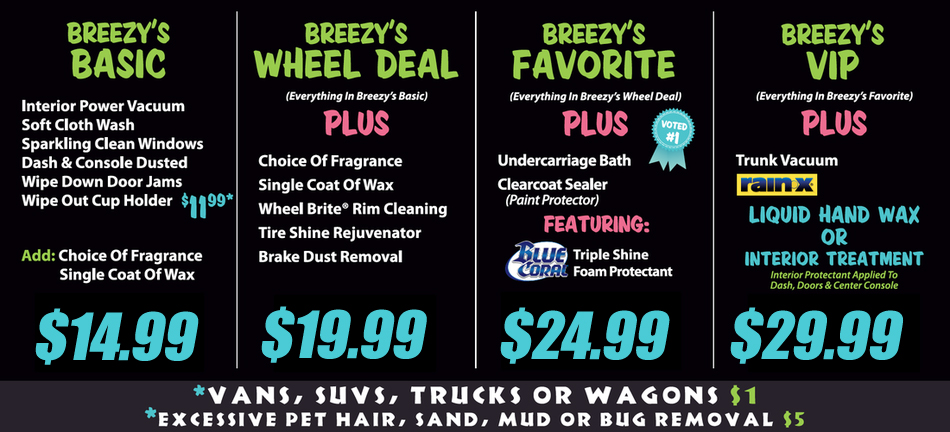 BREEZY'S
BASIC
Interior Power Vacuum
Soft Cloth Wash
Sparkling Clean Windows
Dash & Console Dusted
Wipe Down Door Jams
Wipe Out Cup Holder $11.99*
Add: Choice Of Fragrance
Single Coat Of Wax
$14.99
BREEZY'S
WHEEL DEAL
(Everything In Breezy's Basic)
PLUS
Choice Of Fragrance
Single Coat Of Wax
Wheel Brite® Rim Cleaning
Tire Shine Rejuvenator
Brake Dust Removal
$19.99
BREEZY'S
FAVORITE
(Everything In Breezy's Wheel Deal)
PLUS
VOTED
#1
Undercarriage Bath
Clearcoat Sealer
(Paint Protector)
FEATURING:
BLUE
CORAL
Triple Shine
Foam Protectant
$24.99
BREEZY'S
VIP
(Everything In Breezy's Favorite)
PLUS
Trunk Vacuum
rain-x
LIQUID HAND WAX
OR
INTERIOR TREATMENT
Interior Protectant Applied To
Dash, Doors & Center Console
$29.99
*VANS, SUVS, TRUCKS OR WAGONS $1
*EXCESSIVE PET HAIR, SAND, MUD OR BUG REMOVAL $5